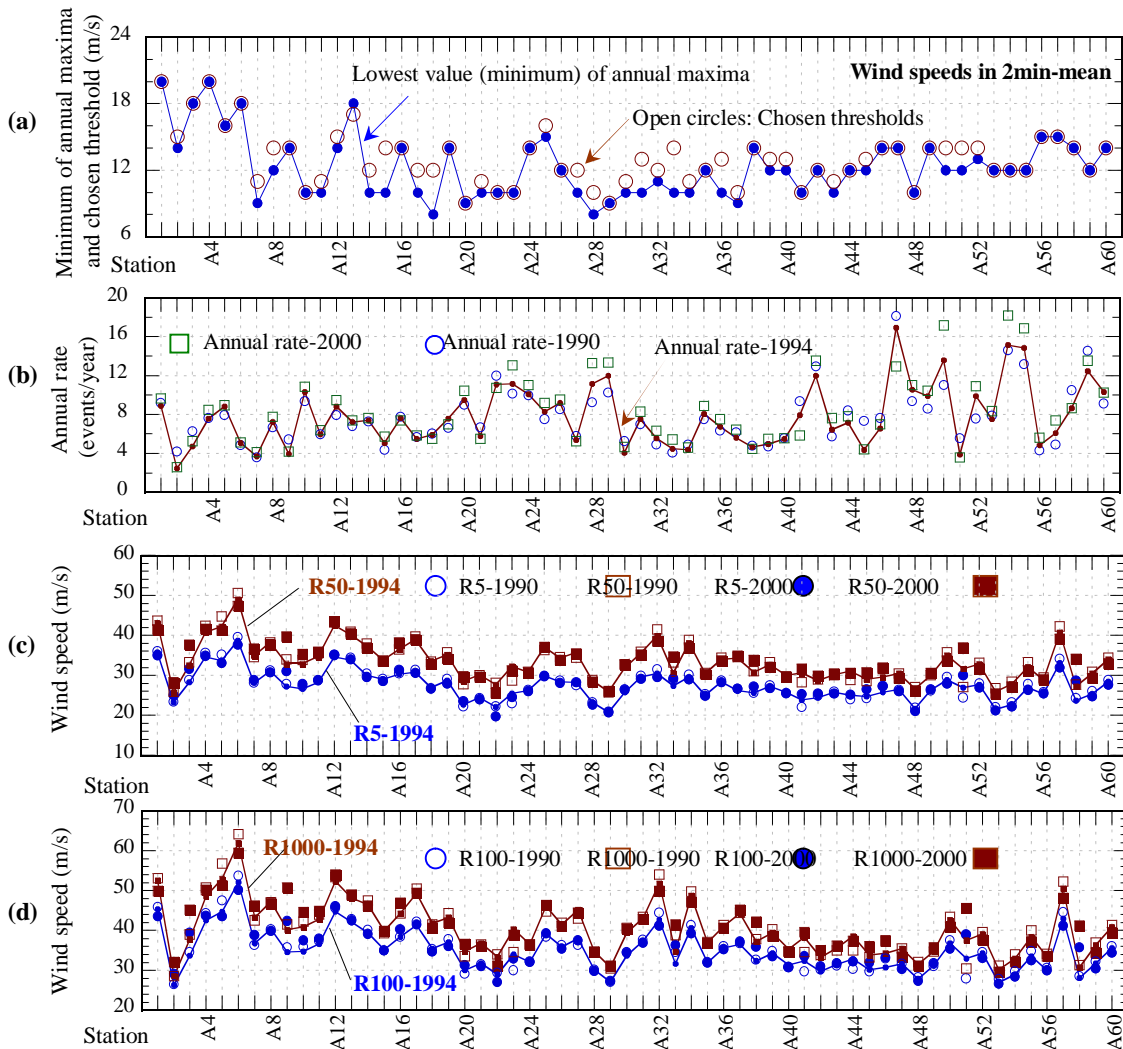 (a)
Minimum of annual maxima
and chosen threshold (m/s)
24
18
12
6
Lowest value (minimum) of annual maxima
Wind speeds in 2min-mean
Open circles: Chosen thresholds
Station
A4 A8 A12 A16 A20 A24 A28 A32 A36 A40 A44 A48 A52 A56 A60
(b)
Annual rate
(events/year)
20
16
12
8
4
0
Annual rate-2000
Annual rate-1990
Annual rate-1994
Station
A4 A8 A12 A16 A20 A24 A28 A32 A36 A40 A44 A48 A52 A56 A60
(c)
Wind speed (m/s)
60
50
40
30
20
10
R50-1994
R5-1990
R50-1990
R5-2000
R50-2000
R5-1994
Station
A4 A8 A12 A16 A20 A24 A28 A32 A36 A40 A44 A48 A52 A56 A60
(d)
Wind speed (m/s)
70
60
50
40
30
20
R1000-1994
R100-1990
R1000-1990
R100-2000
R1000-2000
R100-1994
Station
A4 A8 A12 A16 A20 A24 A28 A32 A36 A40 A44 A48 A52 A56 A60